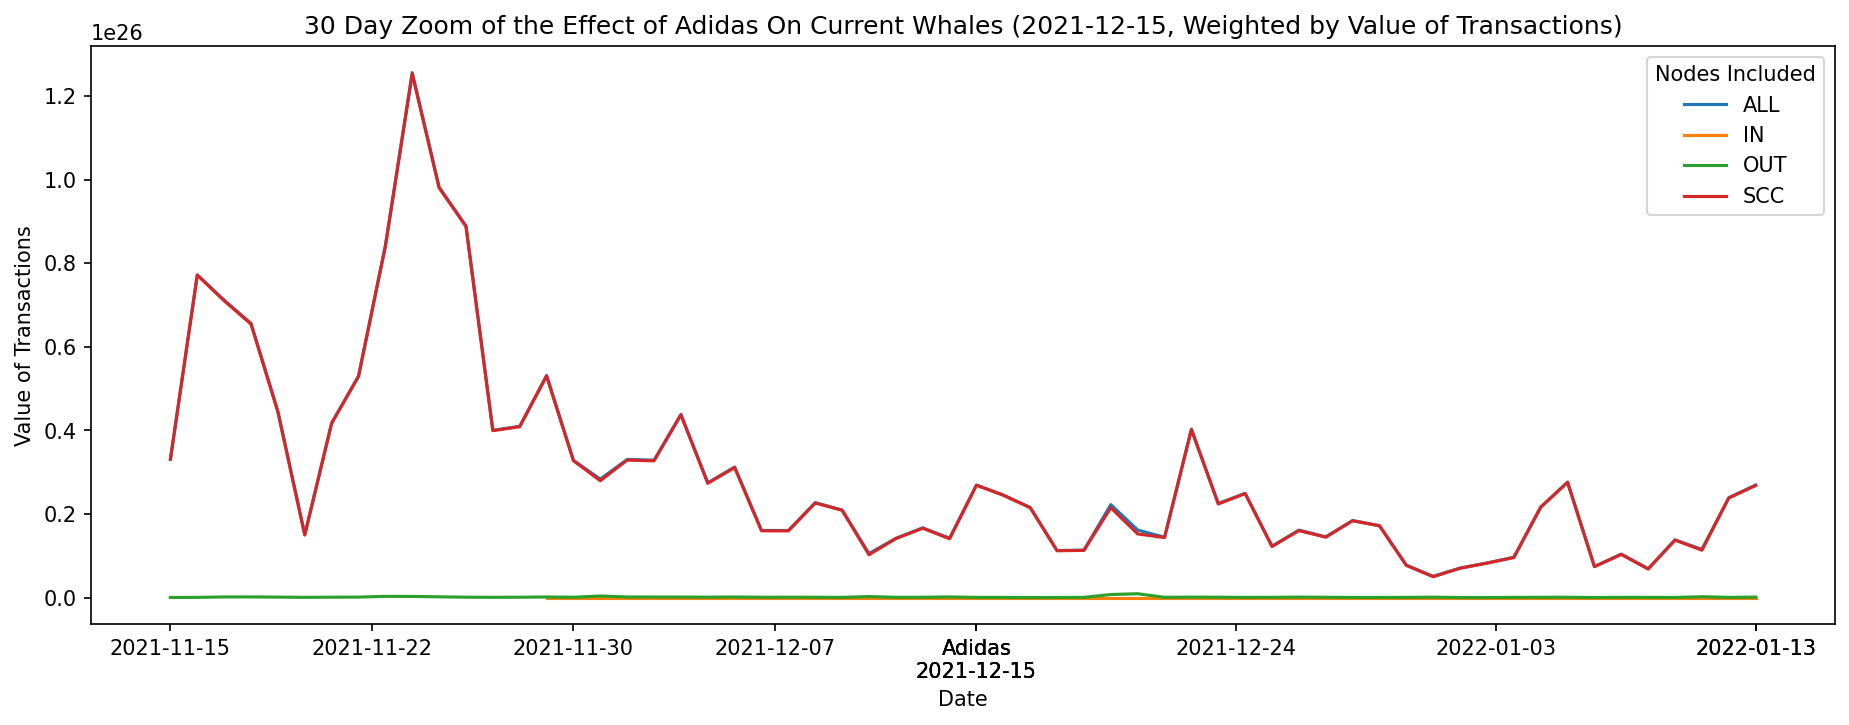 30 Day Zoom of the Effect of Adidas On Current Whales (2021-12-15, Weighted by Value of Transactions)
1e26
Nodes Included
ALL
IN
OUT
SCC
Value of Transactions
1.2
1.0
0.8
0.6
0.4
0.2
0.0
2021-11-15 2021-11-22 2021-11-30 2021-12-07 Adidas 2021-12-24 2022-01-03 2022-01-13
2021-12-15
Date